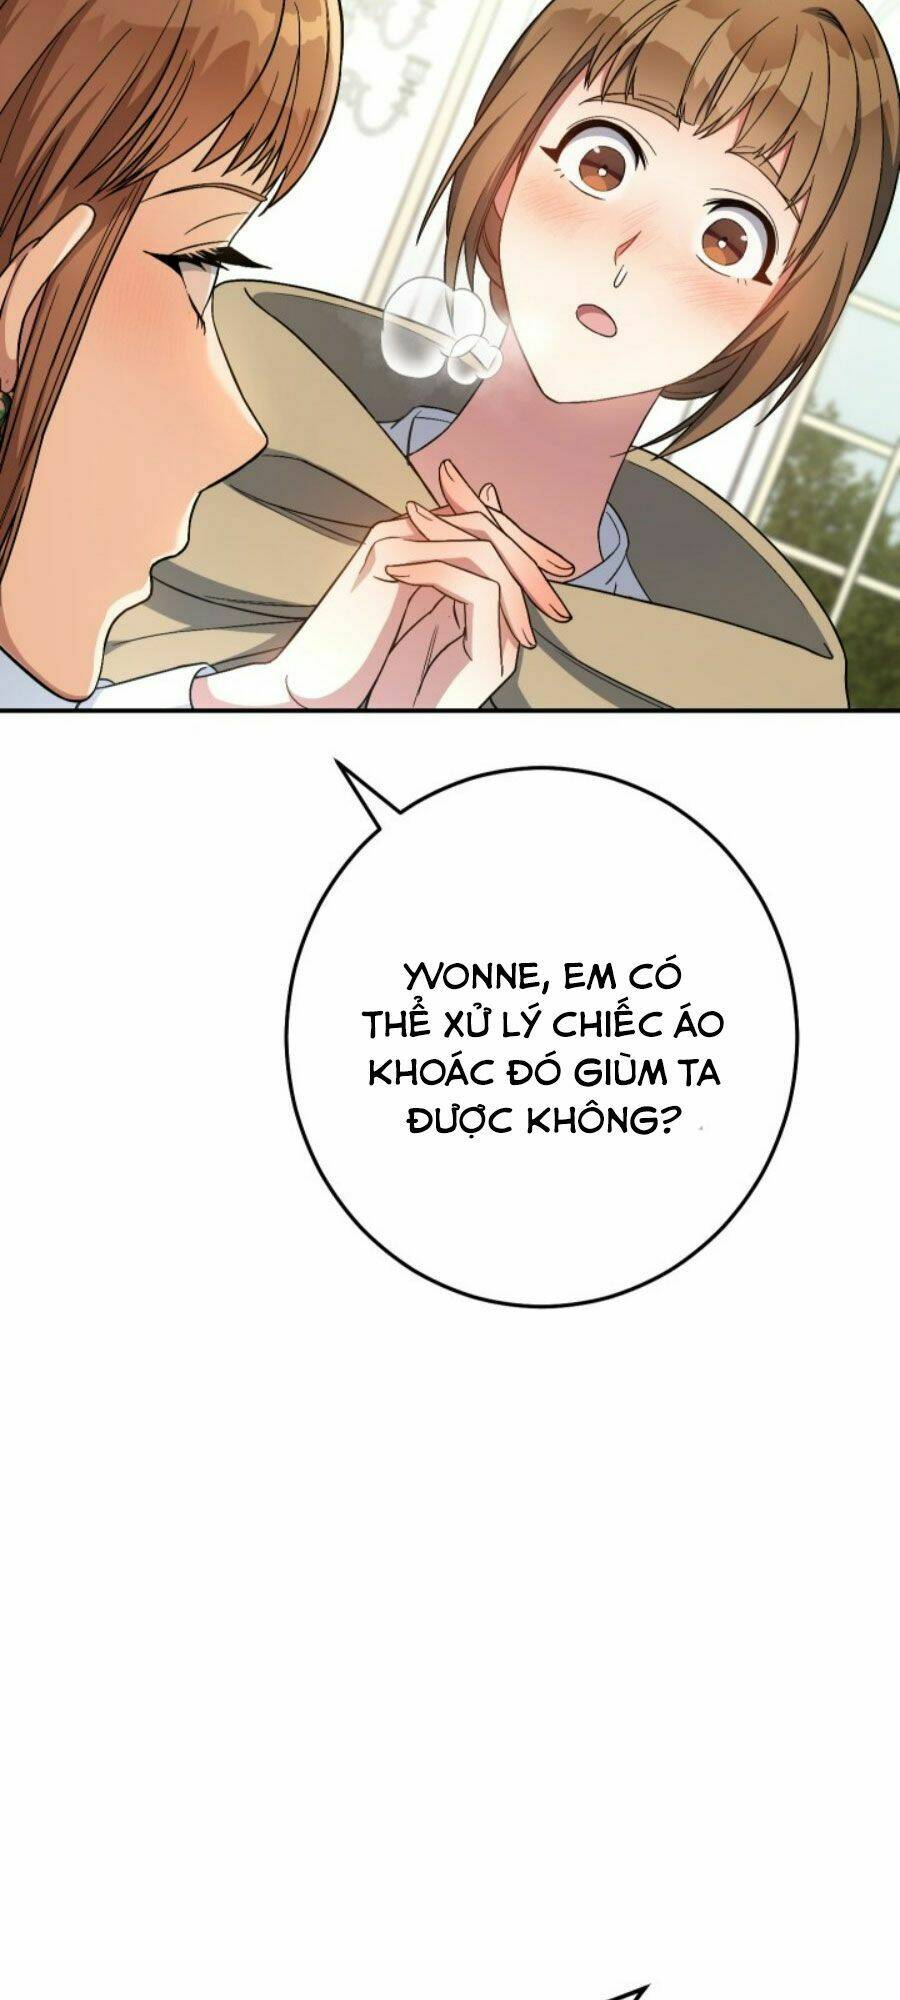 YVONNE, EM CÓ
THỂ XỬ LÝ CHIẾC ÁO
KHOÁC ĐÓ GIÙM TA
ĐƯỢC KHÔNG?